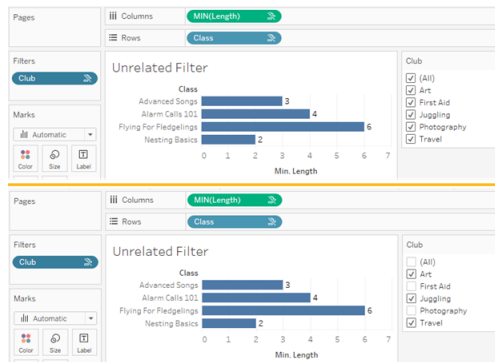 Pages
Columns
MIN(Length)
Rows
Class
Filters
Club
Marks
Automatic
Color
Size
Label
Unrelated Filter
Class
Advanced Songs
3
Alarm Calls 101
4
Flying For Fledgelings
6
Nesting Basics
2
0 1 2 3 4 5 6 7
Min. Length
Club
(All)
Art
First Aid
Juggling
Photography
Travel
Pages
Columns
MIN(Length)
Rows
Class
Filters
Club
Marks
Automatic
Color
Size
Label
Unrelated Filter
Class
Advanced Songs
3
Alarm Calls 101
4
Flying For Fledgelings
6
Nesting Basics
2
0 1 2 3 4 5 6 7
Min. Length
Club
(All)
Art
First Aid
Juggling
Photography
Travel